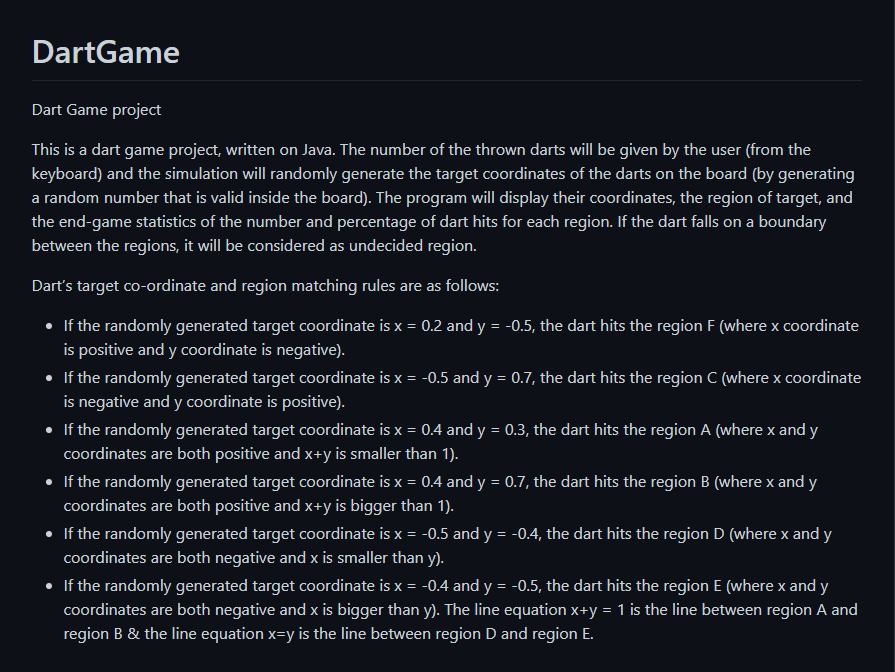 DartGame
Dart Game project
This is a dart game project, written on Java. The number of the thrown darts will be given by the user (from the
keyboard) and the simulation will randomly generate the target coordinates of the darts on the board (by generating
a random number that is valid inside the board). The program will display their coordinates, the region of target, and
the end-game statistics of the number and percentage of dart hits for each region. If the dart falls on a boundary
between the regions, it will be considered as undecided region.
Dart’s target co-ordinate and region matching rules are as follows:
• If the randomly generated target coordinate is x = 0.2 and y = -0.5, the dart hits the region F (where x coordinate
is positive and y coordinate is negative).
• If the randomly generated target coordinate is x = -0.5 and y = 0.7, the dart hits the region C (where x coordinate
is negative and y coordinate is positive).
• If the randomly generated target coordinate is x = 0.4 and y = 0.3, the dart hits the region A (where x and y
coordinates are both positive and x+y is smaller than 1).
• If the randomly generated target coordinate is x = 0.4 and y = 0.7, the dart hits the region B (where x and y
coordinates are both positive and x+y is bigger than 1).
• If the randomly generated target coordinate is x = -0.5 and y = -0.4, the dart hits the region D (where x and y
coordinates are both negative and x is smaller than y).
• If the randomly generated target coordinate is x = -0.4 and y = -0.5, the dart hits the region E (where x and y
coordinates are both negative and x is bigger than y). The line equation x+y = 1 is the line between region A and
region B & the line equation x=y is the line between region D and region E.